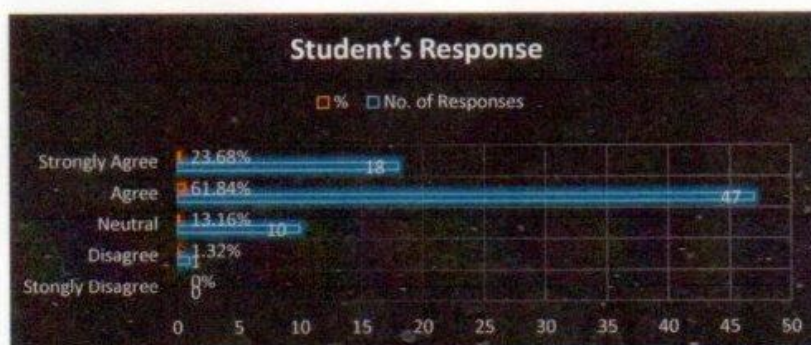 Student's Response
% No. of Responses
Strongly Agree 23.68% 18
Agree 61.84% 47
Neutral 13.16% 10
Disagree 1.32% 1
Stongly Disagree 0% 0
0 5 10 15 20 25 30 35 40 45 50